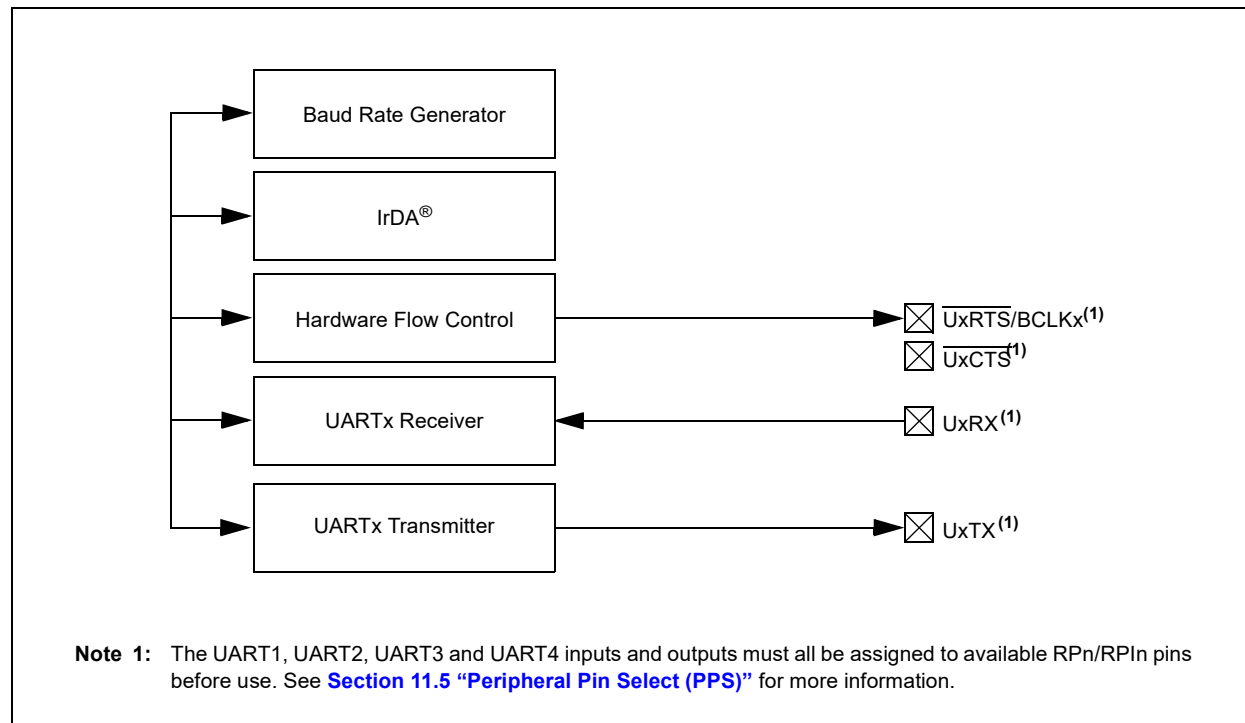 Baud Rate Generator
IrDA®
Hardware Flow Control
UxRTS/BCLKx(1)
UxCTS(1)
UARTx Receiver
UxRX(1)
UARTx Transmitter
UxTX(1)
Note 1: The UART1, UART2, UART3 and UART4 inputs and outputs must all be assigned to available RPn/RPIn pins
before use. See Section 11.5 “Peripheral Pin Select (PPS)” for more information.